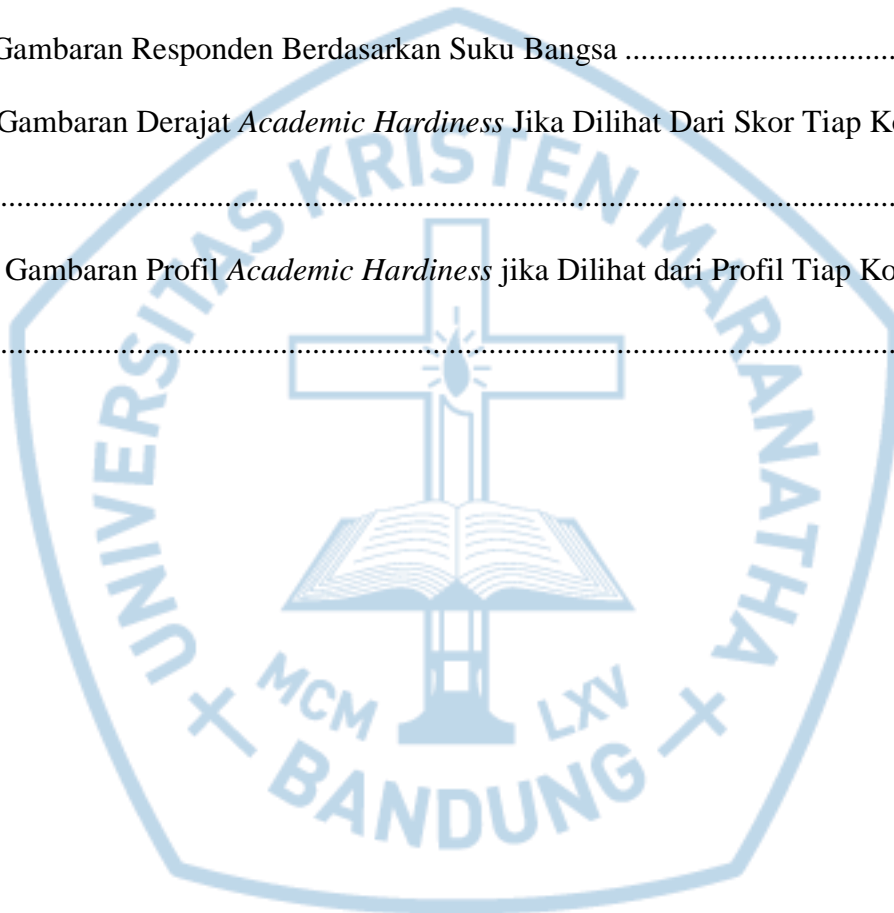 Gambaran Responden Berdasarkan Suku Bangsa ..................................
Gambaran Derajat Academic Hardiness Jika Dilihat Dari Skor Tiap
................................................................................................................
Gambaran Profil Academic Hardiness jika Dilihat dari Profil Tiap
................................................................................................................
UNIVERSITAS KRISTEN MARANATHA
MCM LXV
BANDUNG